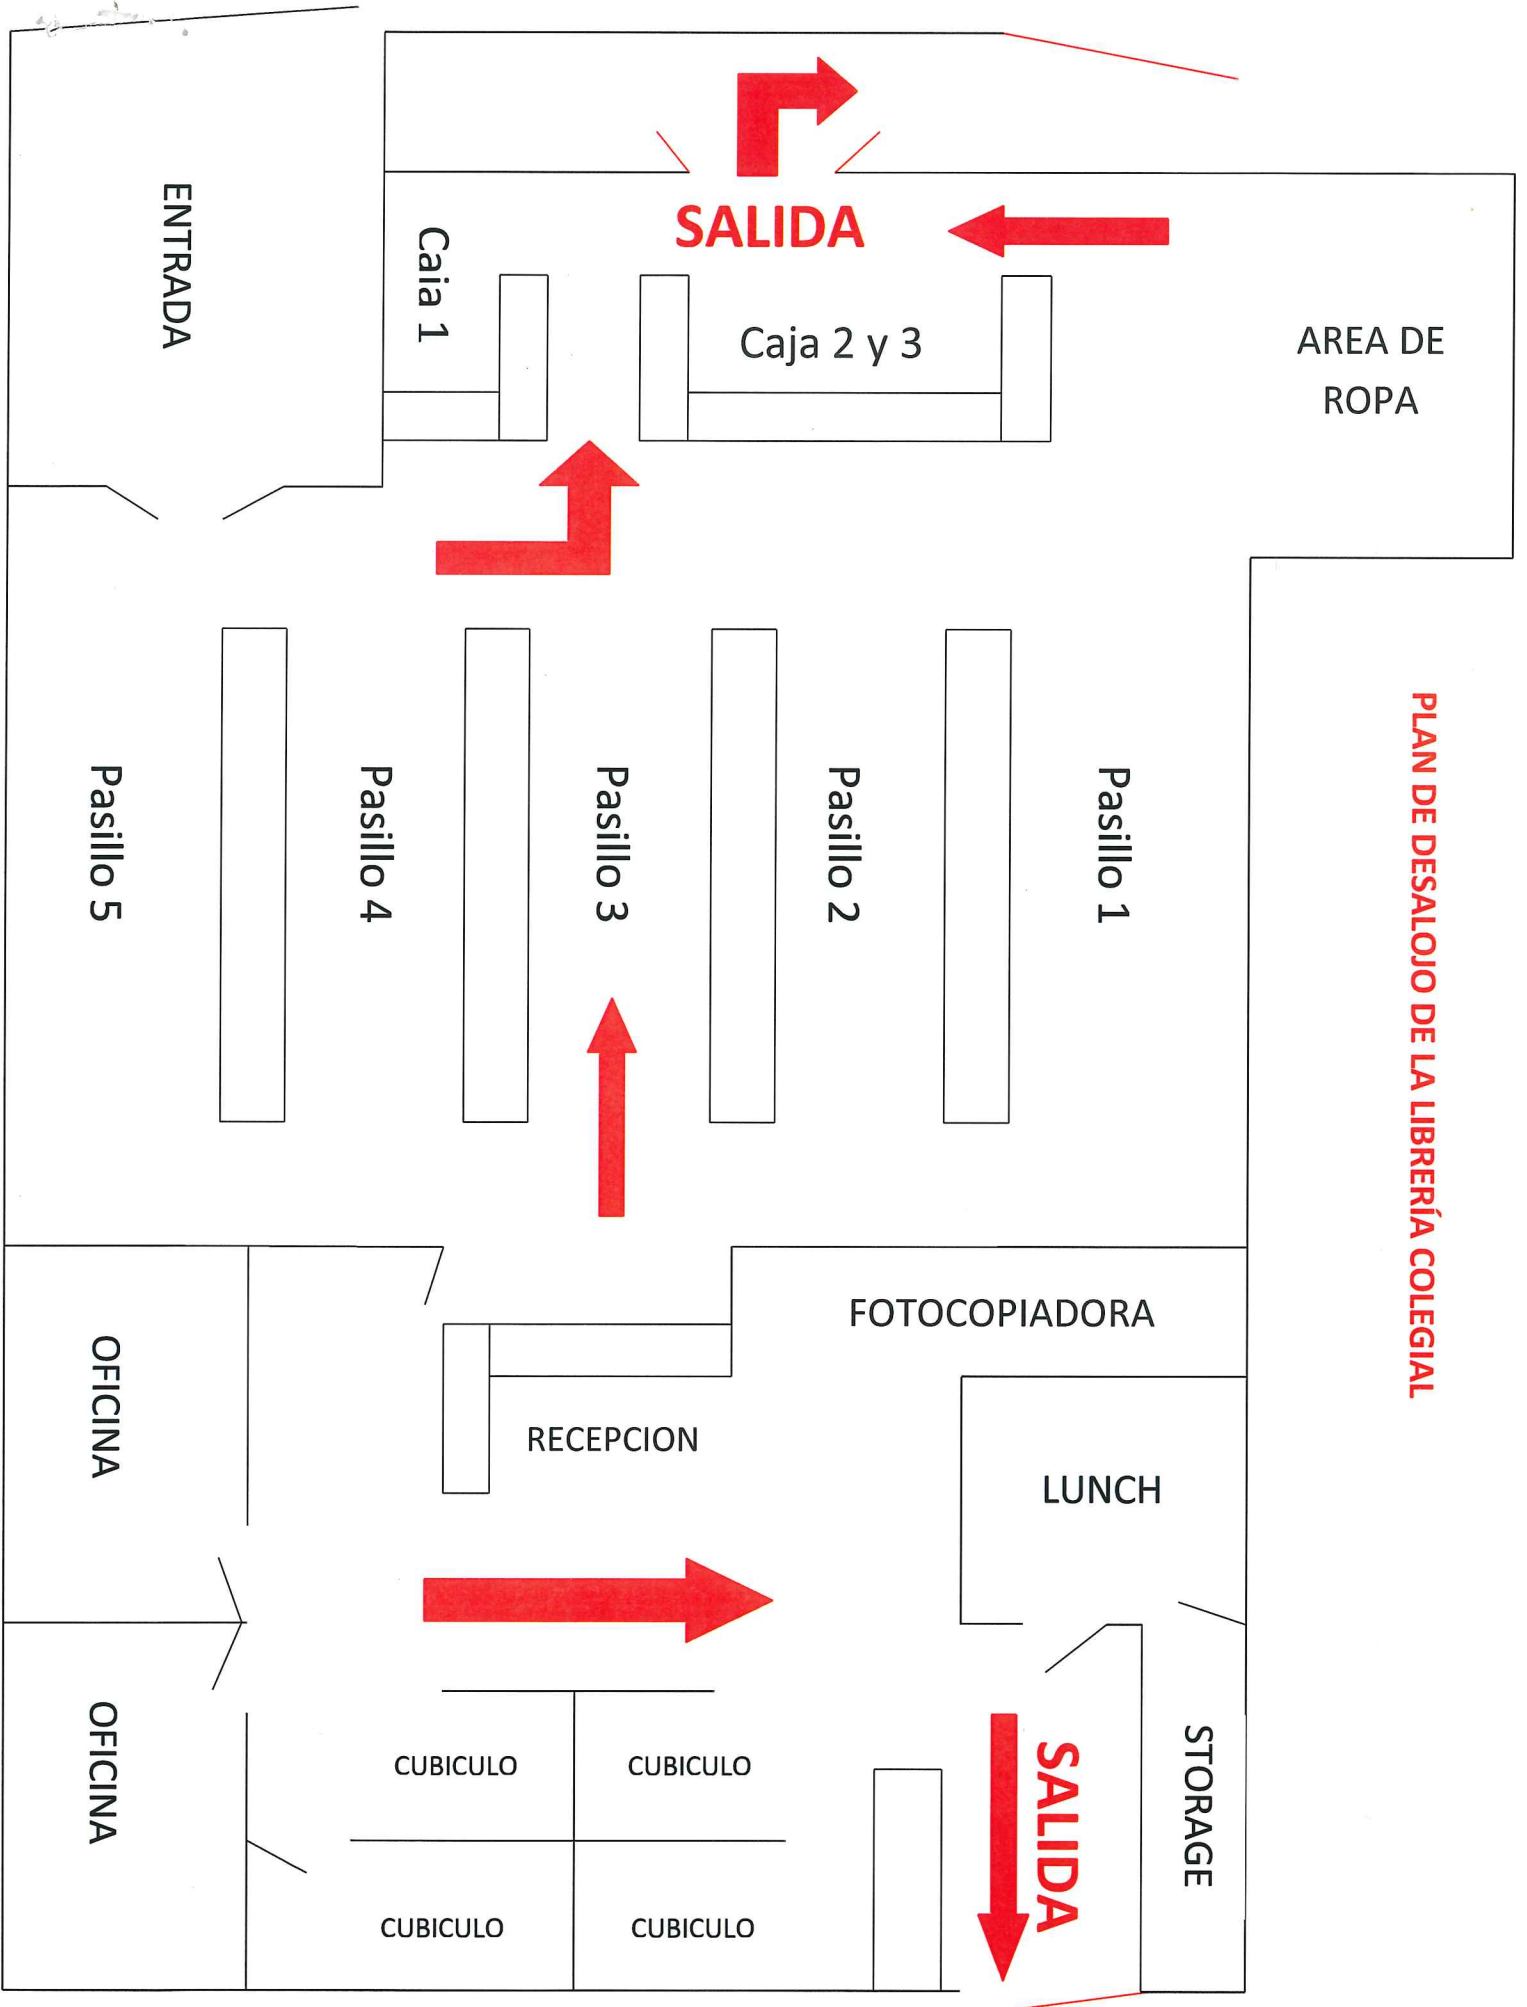 PLAN DE DESALOJO DE LA LIBRERÍA COLEGIAL
ENTRADA
SALIDA
Caja 1
Caja 2 y 3
AREA DE
ROPA
Pasillo 5
Pasillo 4
Pasillo 3
Pasillo 2
Pasillo 1
OFICINA
FOTOCOPIADORA
RECEPCION
LUNCH
OFICINA
CUBICULO
CUBICULO
SALIDA
STORAGE
CUBICULO
CUBICULO